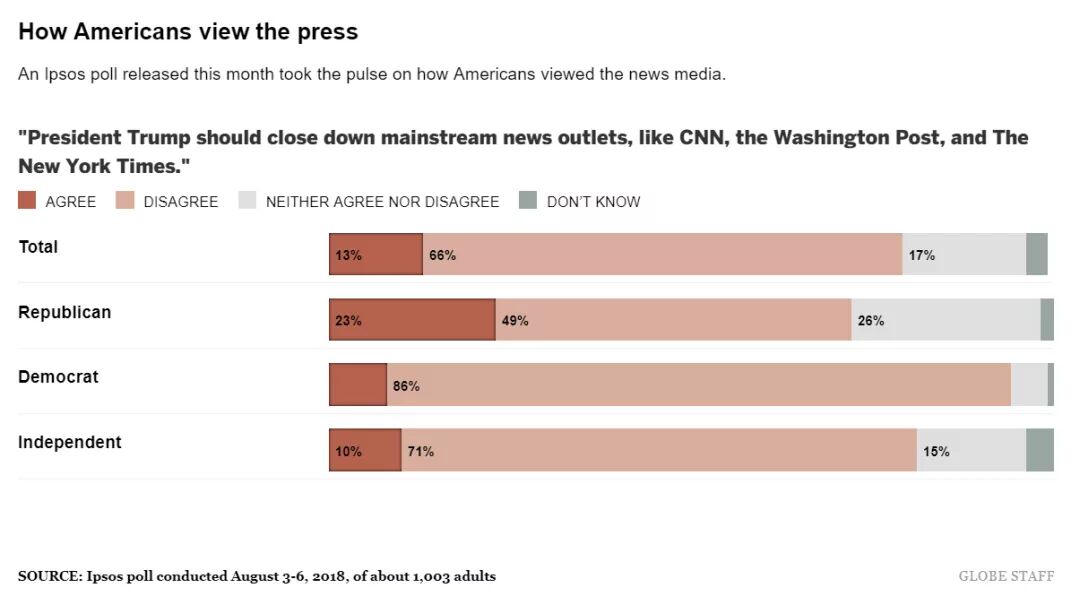 How Americans view the press
An Ipsos poll released this month took the pulse on how Americans viewed the news media.
"President Trump should close down mainstream news outlets, like CNN, the Washington Post, and The
New York Times."
AGREE DISAGREE NEITHER AGREE NOR DISAGREE DON'T KNOW
Total 13% 66% 17%
Republican 23% 49% 26%
Democrat 86%
Independent 10% 71% 15%
SOURCE: Ipsos poll conducted August 3-6, 2018, of about 1,003 adults GLOBE STAFF